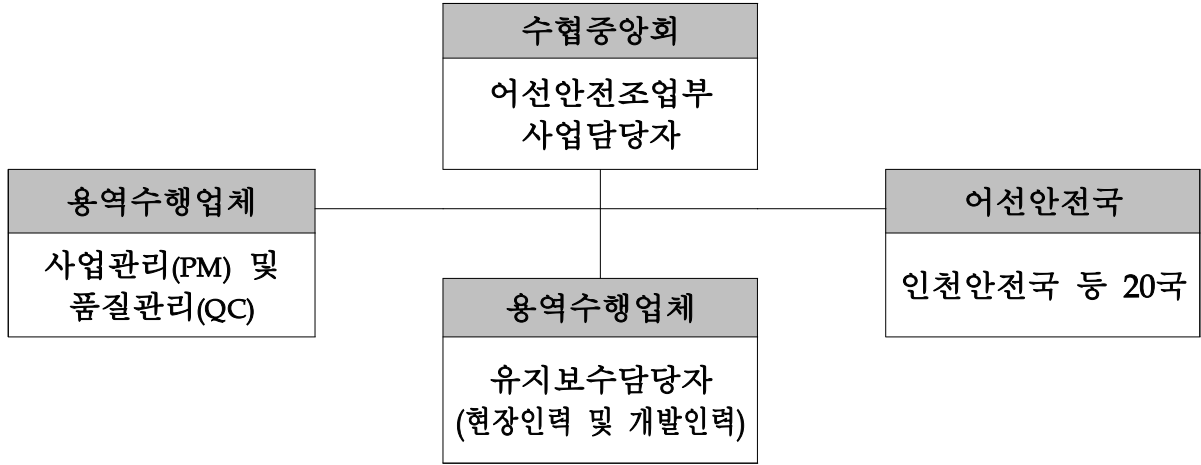 수협중앙회
어선안전조업부
사업담당자
용역수행업체
사업관리(PM) 및
품질관리(QC)
어선안전국
인천안전국 등 20국
용역수행업체
유지보수담당자
(현장인력 및 개발인력)